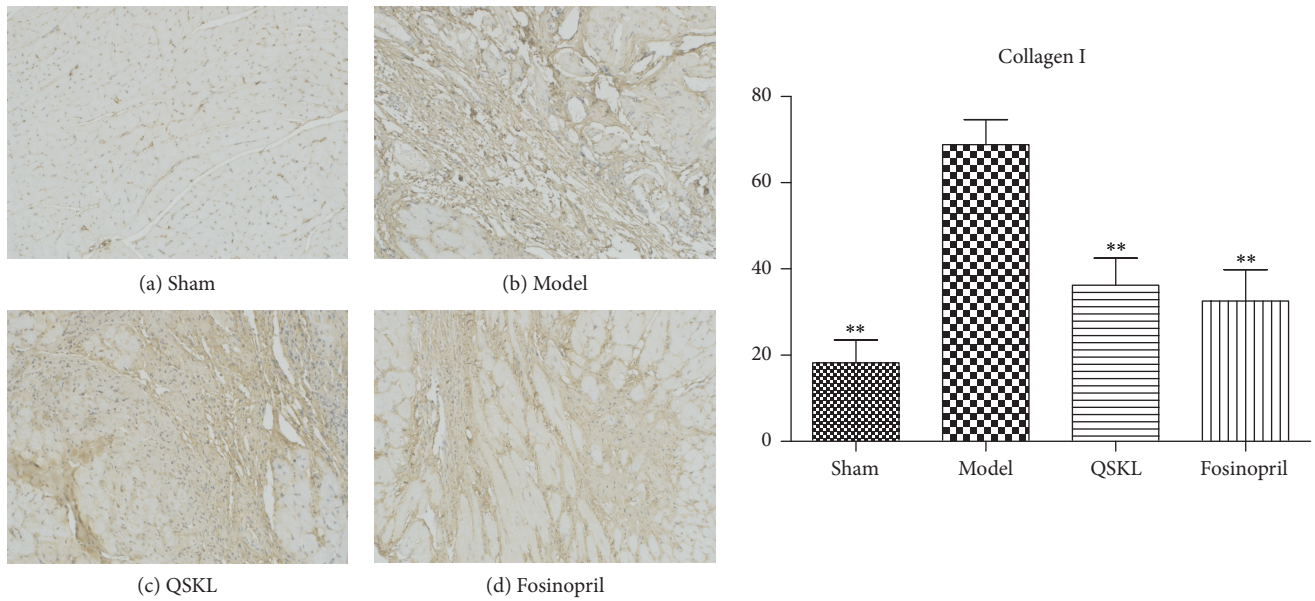 (a) Sham
(b) Model
(c) QSKL
(d) Fosinopril
Collagen I
80
60
40
20
0
**
**
**
Sham
Model
QSKL
Fosinopril